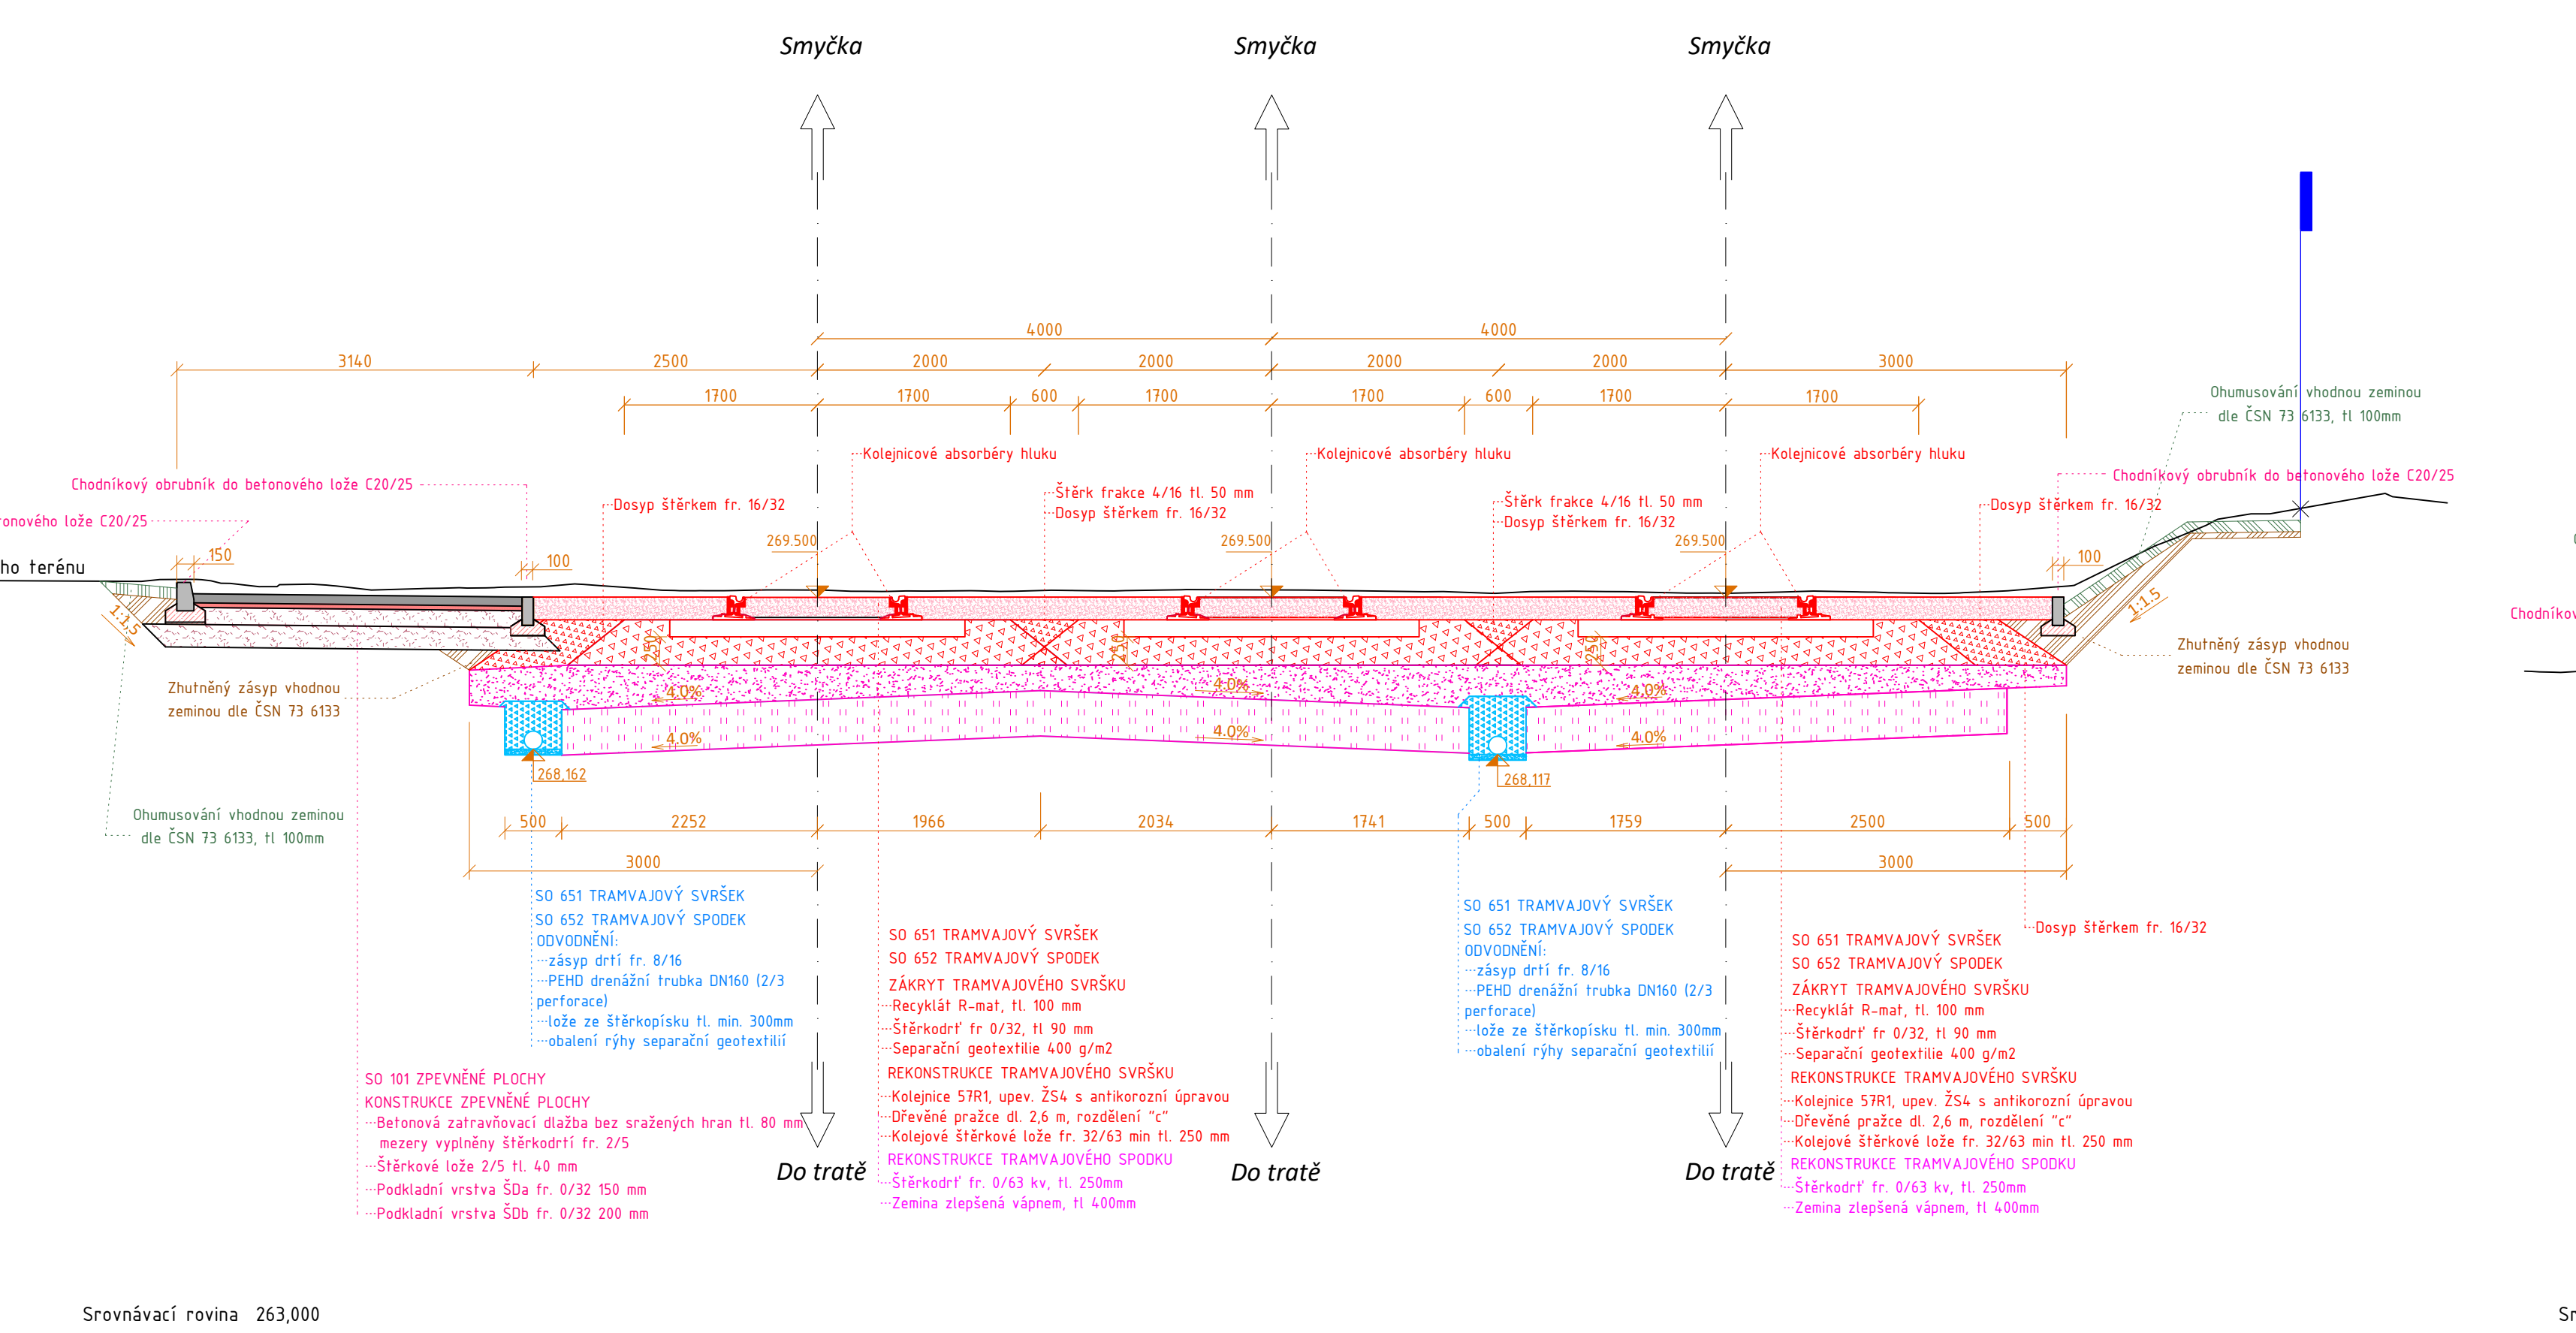 Smyčka
Smyčka
Smyčka
4000
4000
3140
2500
2000
2000
2000
2000
3000
1700
1700
600
1700
1700
600
1700
1700
Ohumusování vhodnou zeminou
dle ČSN 73 6133, tl 100mm
Kolejnicové absorbéry hluku
Kolejnicové absorbéry hluku
Kolejnicové absorbéry hluku
Chodníkový obrubník do betonového lože C20/25
Chodníkový obrubník do betonového lože C20/25
Dosyp štěrkem fr. 16/32
Štěrk frakce 4/16 tl. 50 mm
Dosyp štěrkem fr. 16/32
Štěrk frakce 4/16 tl. 50 mm
Dosyp štěrkem fr. 16/32
Dosyp štěrkem fr. 16/32
tonového lože C20/25
269.500
269.500
269.500
150
100
100
ho terénu
1:1,5
1:1,5
Chodníkov
250
250
250
Zhutněný zásyp vhodnou
zeminou dle ČSN 73 6133
Zhutněný zásyp vhodnou
zeminou dle ČSN 73 6133
4.0%
4.0%
4.0%
4.0%
4.0%
4.0%
268,162
268,117
Ohumusování vhodnou zeminou
dle ČSN 73 6133, tl 100mm
500
2252
1966
2034
1741
500
1759
2500
500
3000
3000
SO 651 TRAMVAJOVÝ SVRŠEK
SO 652 TRAMVAJOVÝ SPODEK
ODVODNĚNÍ:
zásyp drtí fr. 8/16
PEHD drenážní trubka DN160 (2/3
perforace)
lože ze štěrkopísku tl. min. 300mm
obalení rýhy separační geotextilií
SO 651 TRAMVAJOVÝ SVRŠEK
SO 652 TRAMVAJOVÝ SPODEK
ZÁKRYT TRAMVAJOVÉHO SVRŠKU
Recyklát R-mat, tl. 100 mm
Štěrkodrť fr 0/32, tl 90 mm
Separační geotextilie 400 g/m2
REKONSTRUKCE TRAMVAJOVÉHO SVRŠKU
Kolejnice 57R1, upev. ŽS4 s antikorozní úpravou
Dřevěné pražce dl. 2,6 m, rozdělení "c"
Kolejové štěrkové lože fr. 32/63 min tl. 250 mm
REKONSTRUKCE TRAMVAJOVÉHO SPODKU
Štěrkodrť fr. 0/63 kv, tl. 250mm
Zemina zlepšená vápnem, tl 400mm
SO 651 TRAMVAJOVÝ SVRŠEK
SO 652 TRAMVAJOVÝ SPODEK
ODVODNĚNÍ:
zásyp drtí fr. 8/16
PEHD drenážní trubka DN160 (2/3
perforace)
lože ze štěrkopísku tl. min. 300mm
obalení rýhy separační geotextilií
Dosyp štěrkem fr. 16/32
SO 651 TRAMVAJOVÝ SVRŠEK
SO 652 TRAMVAJOVÝ SPODEK
ZÁKRYT TRAMVAJOVÉHO SVRŠKU
Recyklát R-mat, tl. 100 mm
Štěrkodrť fr 0/32, tl 90 mm
Separační geotextilie 400 g/m2
REKONSTRUKCE TRAMVAJOVÉHO SVRŠKU
Kolejnice 57R1, upev. ŽS4 s antikorozní úpravou
Dřevěné pražce dl. 2,6 m, rozdělení "c"
Kolejové štěrkové lože fr. 32/63 min tl. 250 mm
REKONSTRUKCE TRAMVAJOVÉHO SPODKU
Štěrkodrť fr. 0/63 kv, tl. 250mm
Zemina zlepšená vápnem, tl 400mm
SO 101 ZPEVNĚNÉ PLOCHY
KONSTRUKCE ZPEVNĚNÉ PLOCHY
Betonová zatravňovací dlažba bez sražených hran tl. 80 mm
mezery vyplněny štěrkodrtí fr. 2/5
Štěrkové lože 2/5 tl. 40 mm
Podkladní vrstva ŠDa fr. 0/32 150 mm
Podkladní vrstva ŠDb fr. 0/32 200 mm
Do tratě
Do tratě
Do tratě
Srovnávací rovina 263,000
Sr